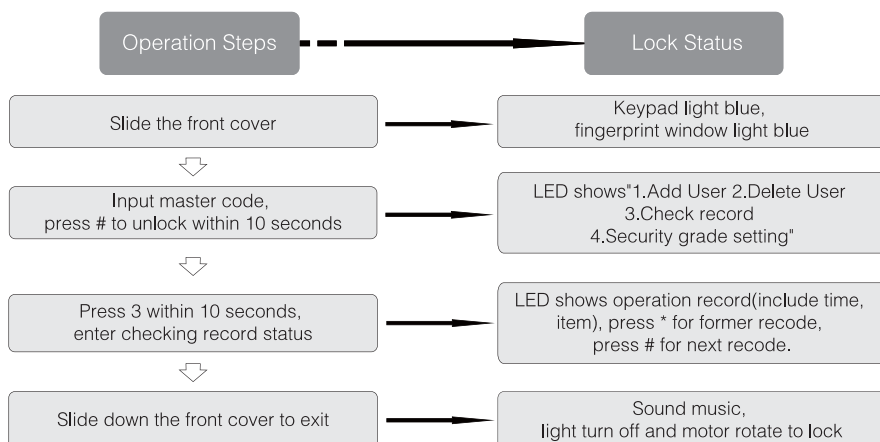 Operation Steps
Lock Status
Slide the front cover
Keypad light blue,
fingerprint window light blue
Input master code,
press # to unlock within 10 seconds
LED shows"1.Add User 2.Delete User
3.Check record
4.Security grade setting"
Press 3 within 10 seconds,
enter checking record status
LED shows operation record(include time,
item), press * for former recode,
press # for next recode.
Slide down the front cover to exit
Sound music,
light turn off and motor rotate to lock